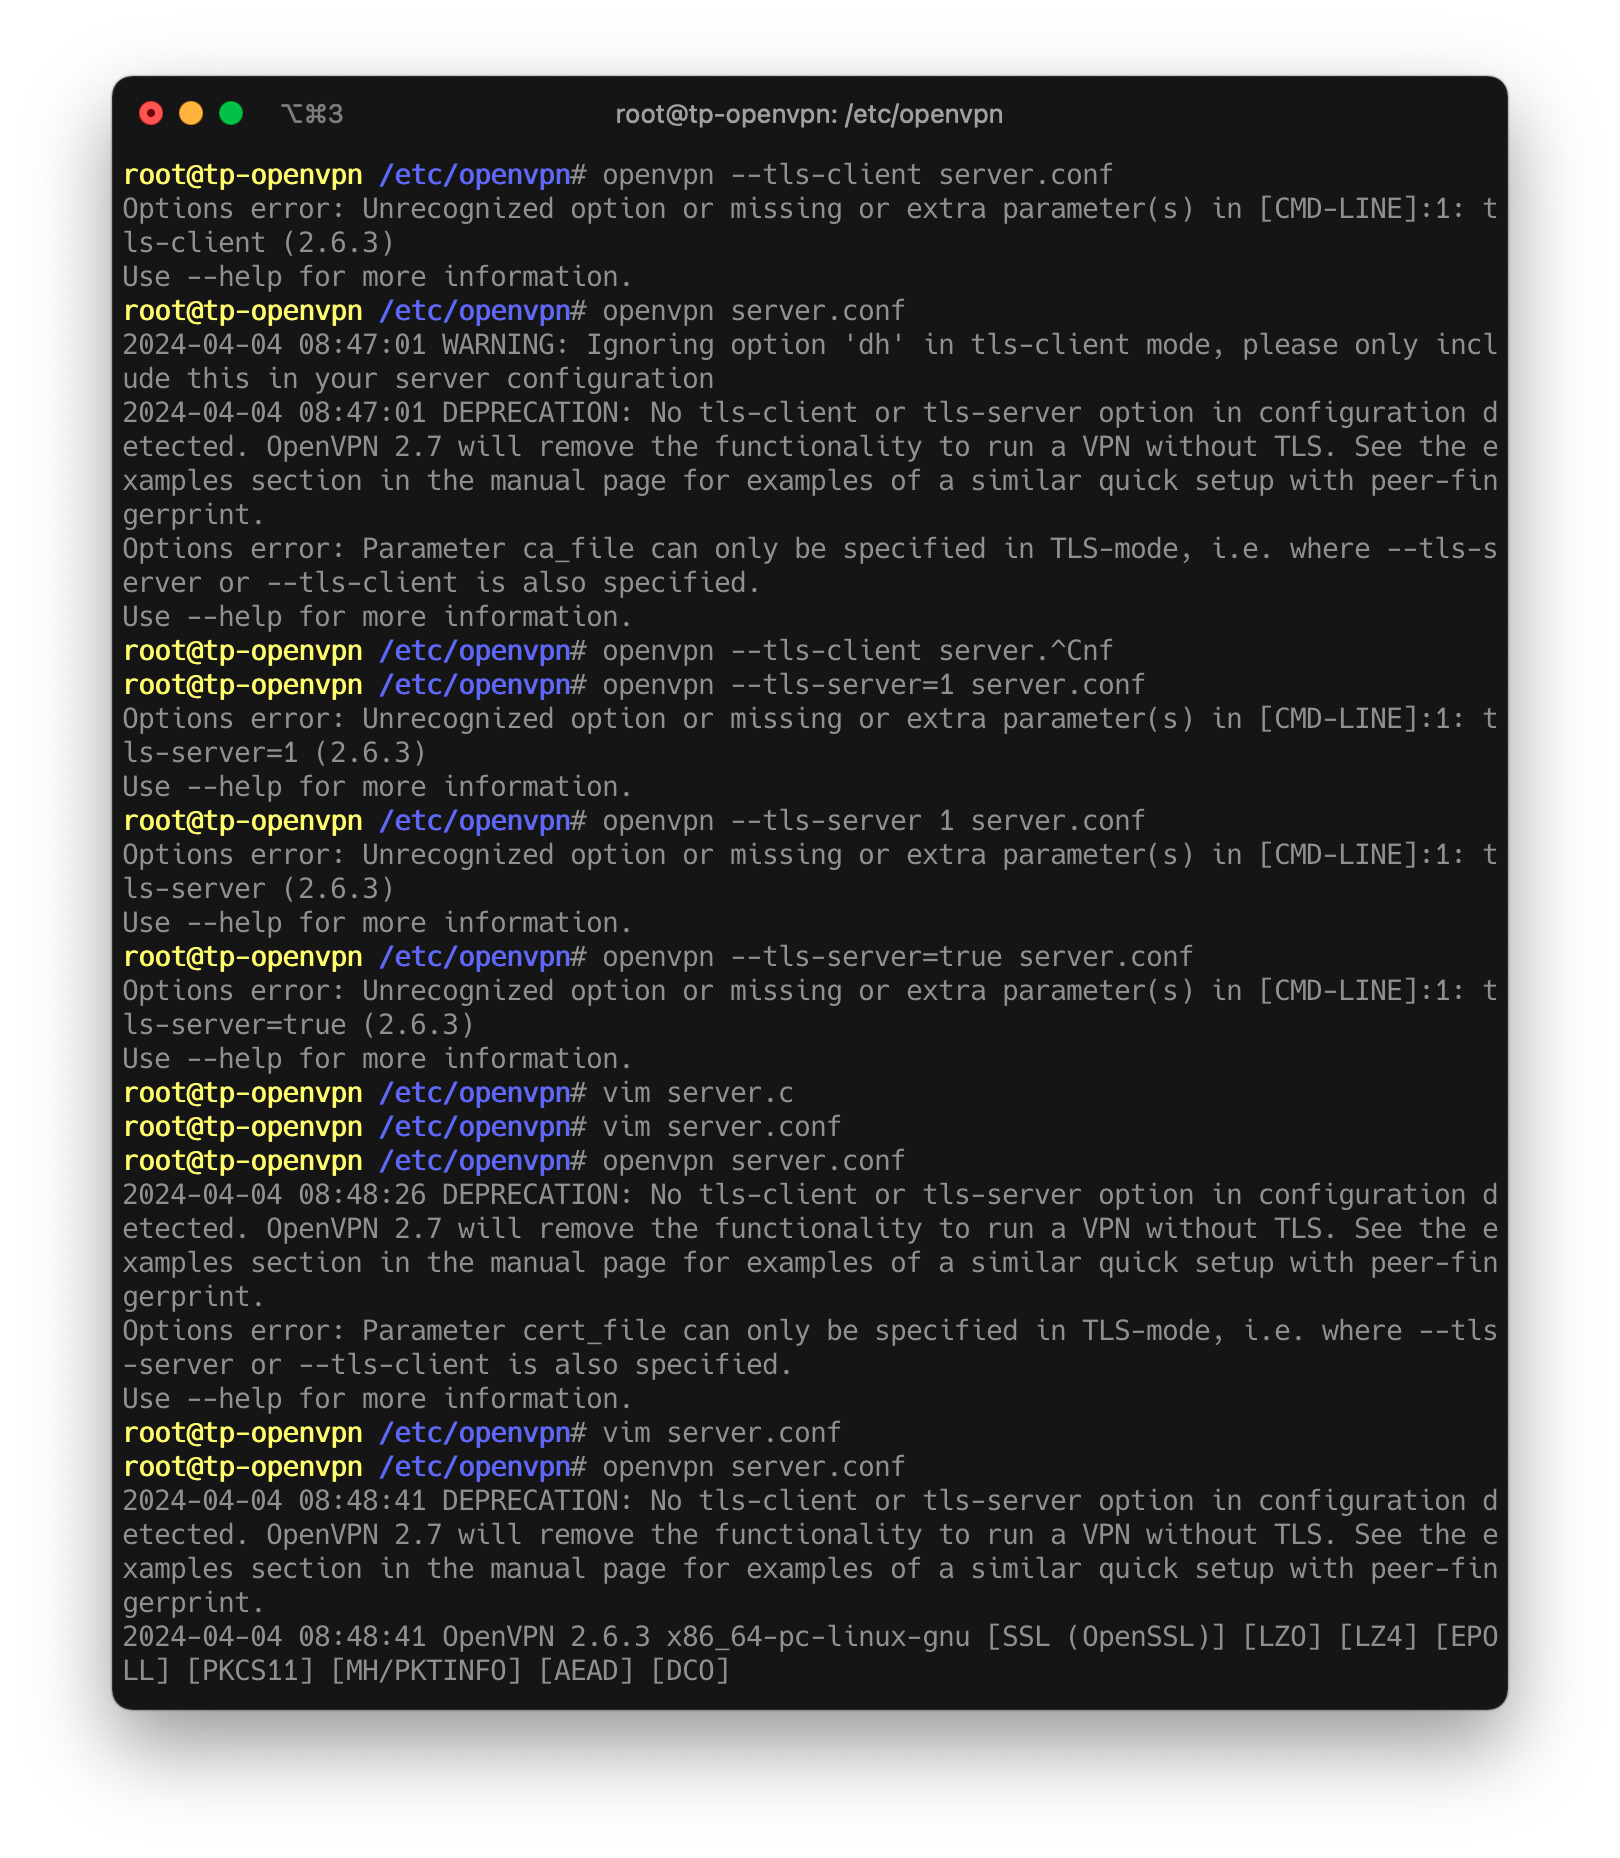 ⌥⌘3
root@tp-openvpn: /etc/openvpn
root@tp-openvpn /etc/openvpn# openvpn --tls-client server.conf
Options error: Unrecognized option or missing or extra parameter(s) in [CMD-LINE]:1: t
ls-client (2.6.3)
Use --help for more information.
root@tp-openvpn /etc/openvpn# openvpn server.conf
2024-04-04 08:47:01 WARNING: Ignoring option 'dh' in tls-client mode, please only incl
ude this in your server configuration
2024-04-04 08:47:01 DEPRECATION: No tls-client or tls-server option in configuration d
etected. OpenVPN 2.7 will remove the functionality to run a VPN without TLS. See the e
xamples section in the manual page for examples of a similar quick setup with peer-fin
gerprint.
Options error: Parameter ca_file can only be specified in TLS-mode, i.e. where --tls-s
erver or --tls-client is also specified.
Use --help for more information.
root@tp-openvpn /etc/openvpn# openvpn --tls-client server.^Cnf
root@tp-openvpn /etc/openvpn# openvpn --tls-server=1 server.conf
Options error: Unrecognized option or missing or extra parameter(s) in [CMD-LINE]:1: t
ls-server=1 (2.6.3)
Use --help for more information.
root@tp-openvpn /etc/openvpn# openvpn --tls-server 1 server.conf
Options error: Unrecognized option or missing or extra parameter(s) in [CMD-LINE]:1: t
ls-server (2.6.3)
Use --help for more information.
root@tp-openvpn /etc/openvpn# openvpn --tls-server=true server.conf
Options error: Unrecognized option or missing or extra parameter(s) in [CMD-LINE]:1: t
ls-server=true (2.6.3)
Use --help for more information.
root@tp-openvpn /etc/openvpn# vim server.c
root@tp-openvpn /etc/openvpn# vim server.conf
root@tp-openvpn /etc/openvpn# openvpn server.conf
2024-04-04 08:48:26 DEPRECATION: No tls-client or tls-server option in configuration d
etected. OpenVPN 2.7 will remove the functionality to run a VPN without TLS. See the e
xamples section in the manual page for examples of a similar quick setup with peer-fin
gerprint.
Options error: Parameter cert_file can only be specified in TLS-mode, i.e. where --tls
-server or --tls-client is also specified.
Use --help for more information.
root@tp-openvpn /etc/openvpn# vim server.conf
root@tp-openvpn /etc/openvpn# openvpn server.conf
2024-04-04 08:48:41 DEPRECATION: No tls-client or tls-server option in configuration d
etected. OpenVPN 2.7 will remove the functionality to run a VPN without TLS. See the e
xamples section in the manual page for examples of a similar quick setup with peer-fin
gerprint.
2024-04-04 08:48:41 OpenVPN 2.6.3 x86_64-pc-linux-gnu [SSL (OpenSSL)] [LZO] [LZ4] [EPO
LL] [PKCS11] [MH/PKTINFO] [AEAD] [DCO]